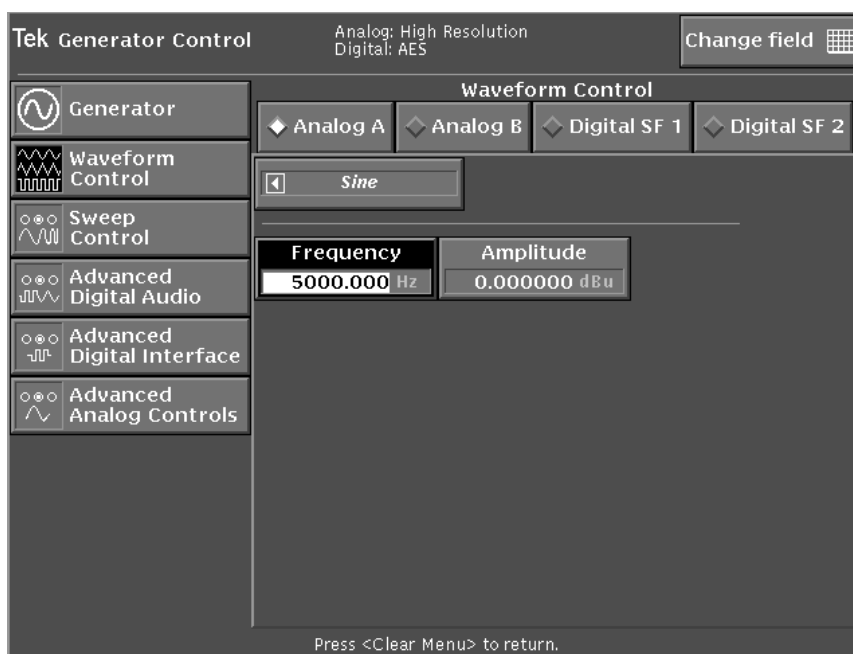 Tek Generator Control
Analog: High Resolution
Digital: AES
Change field
Generator
Waveform
Control
Sweep
Control
Advanced
Digital Audio
Advanced
Digital Interface
Advanced
Analog Controls
Waveform Control
Analog A
Analog B
Digital SF 1
Digital SF 2
Sine
Frequency
5000.000 Hz
Amplitude
0.000000 dBu
Press <Clear Menu> to return.